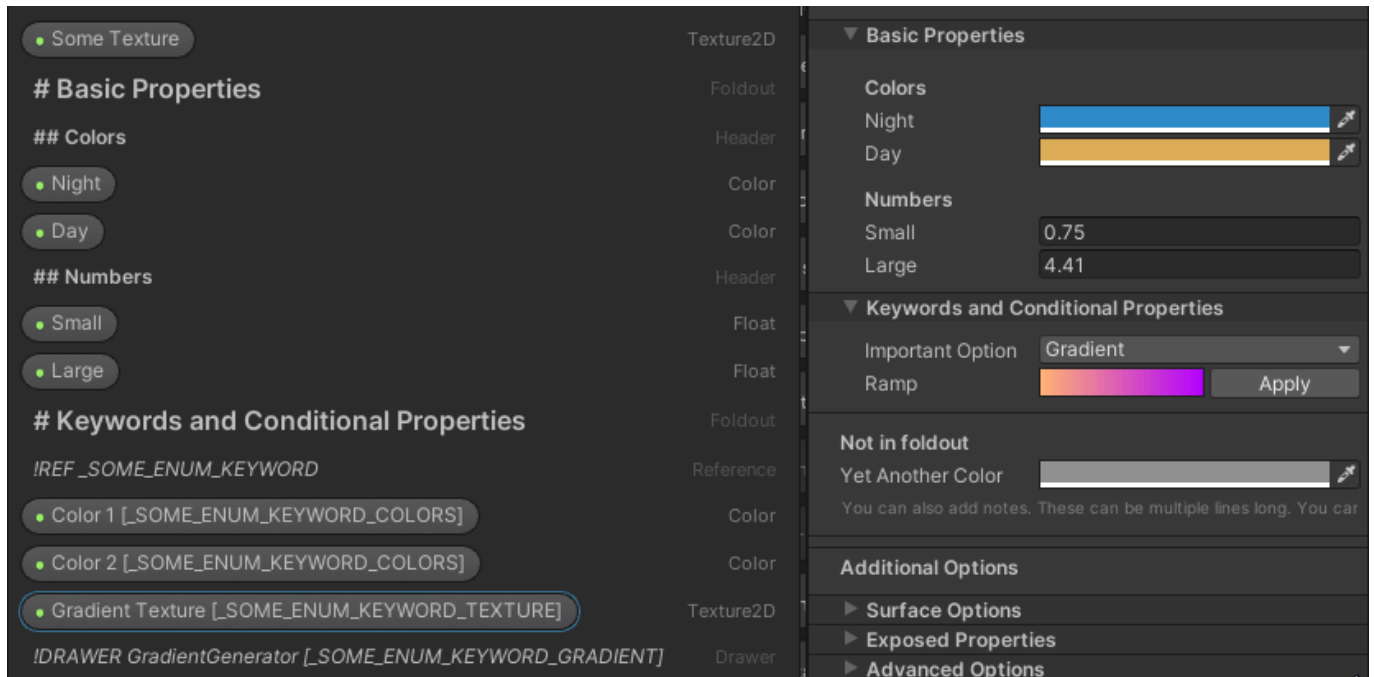 Some Texture Texture2D
# Basic Properties Foldout
## Colors Header
Night Color
Day Color
## Numbers Header
Small Float
Large Float
# Keywords and Conditional Properties Foldout
!REF _SOME_ENUM_KEYWORD Reference
Color 1 [_SOME_ENUM_KEYWORD_COLORS] Color
Color 2 [_SOME_ENUM_KEYWORD_COLORS] Color
Gradient Texture [_SOME_ENUM_KEYWORD_TEXTURE] Texture2D
!DRAWER GradientGenerator [_SOME_ENUM_KEYWORD_GRADIENT] Drawer
Basic Properties
Colors
Night
Day
Numbers
Small 0.75
Large 4.41
Keywords and Conditional Properties
Important Option Gradient
Ramp Apply
Not in foldout
Yet Another Color
You can also add notes. These can be multiple lines long. You car
Additional Options
Surface Options
Exposed Properties
Advanced Options